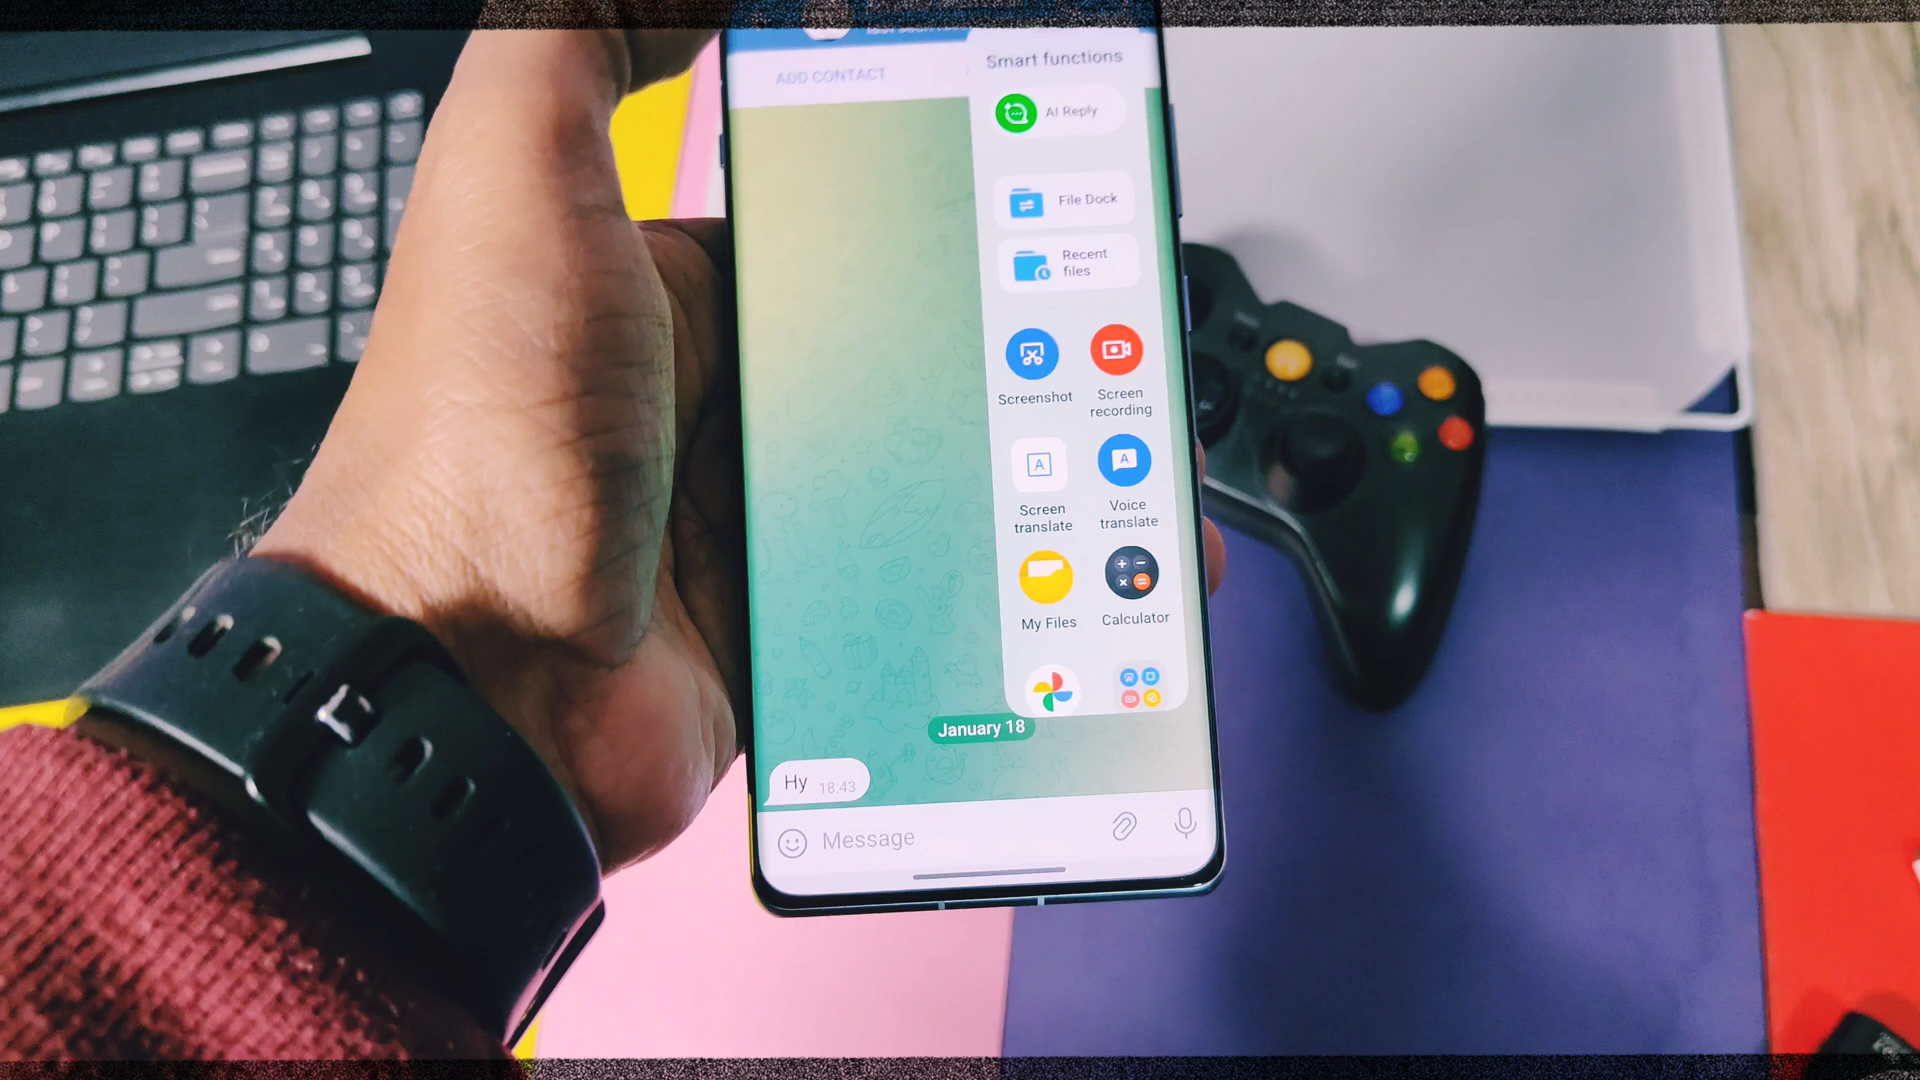 ADD CONTACT
Smart functions
AI Reply
File Dock
Recent
files
Screenshot
Screen
recording
Screen
translate
Voice
translate
My Files
Calculator
January 18
Hy 18:43
Message